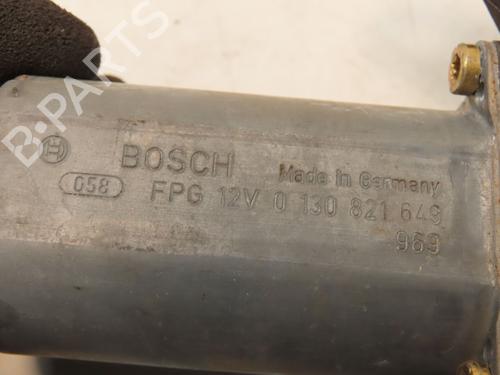 BOSCH Made in Germany
058 FPG 12V 0 130 821 649
969
B-PARTS